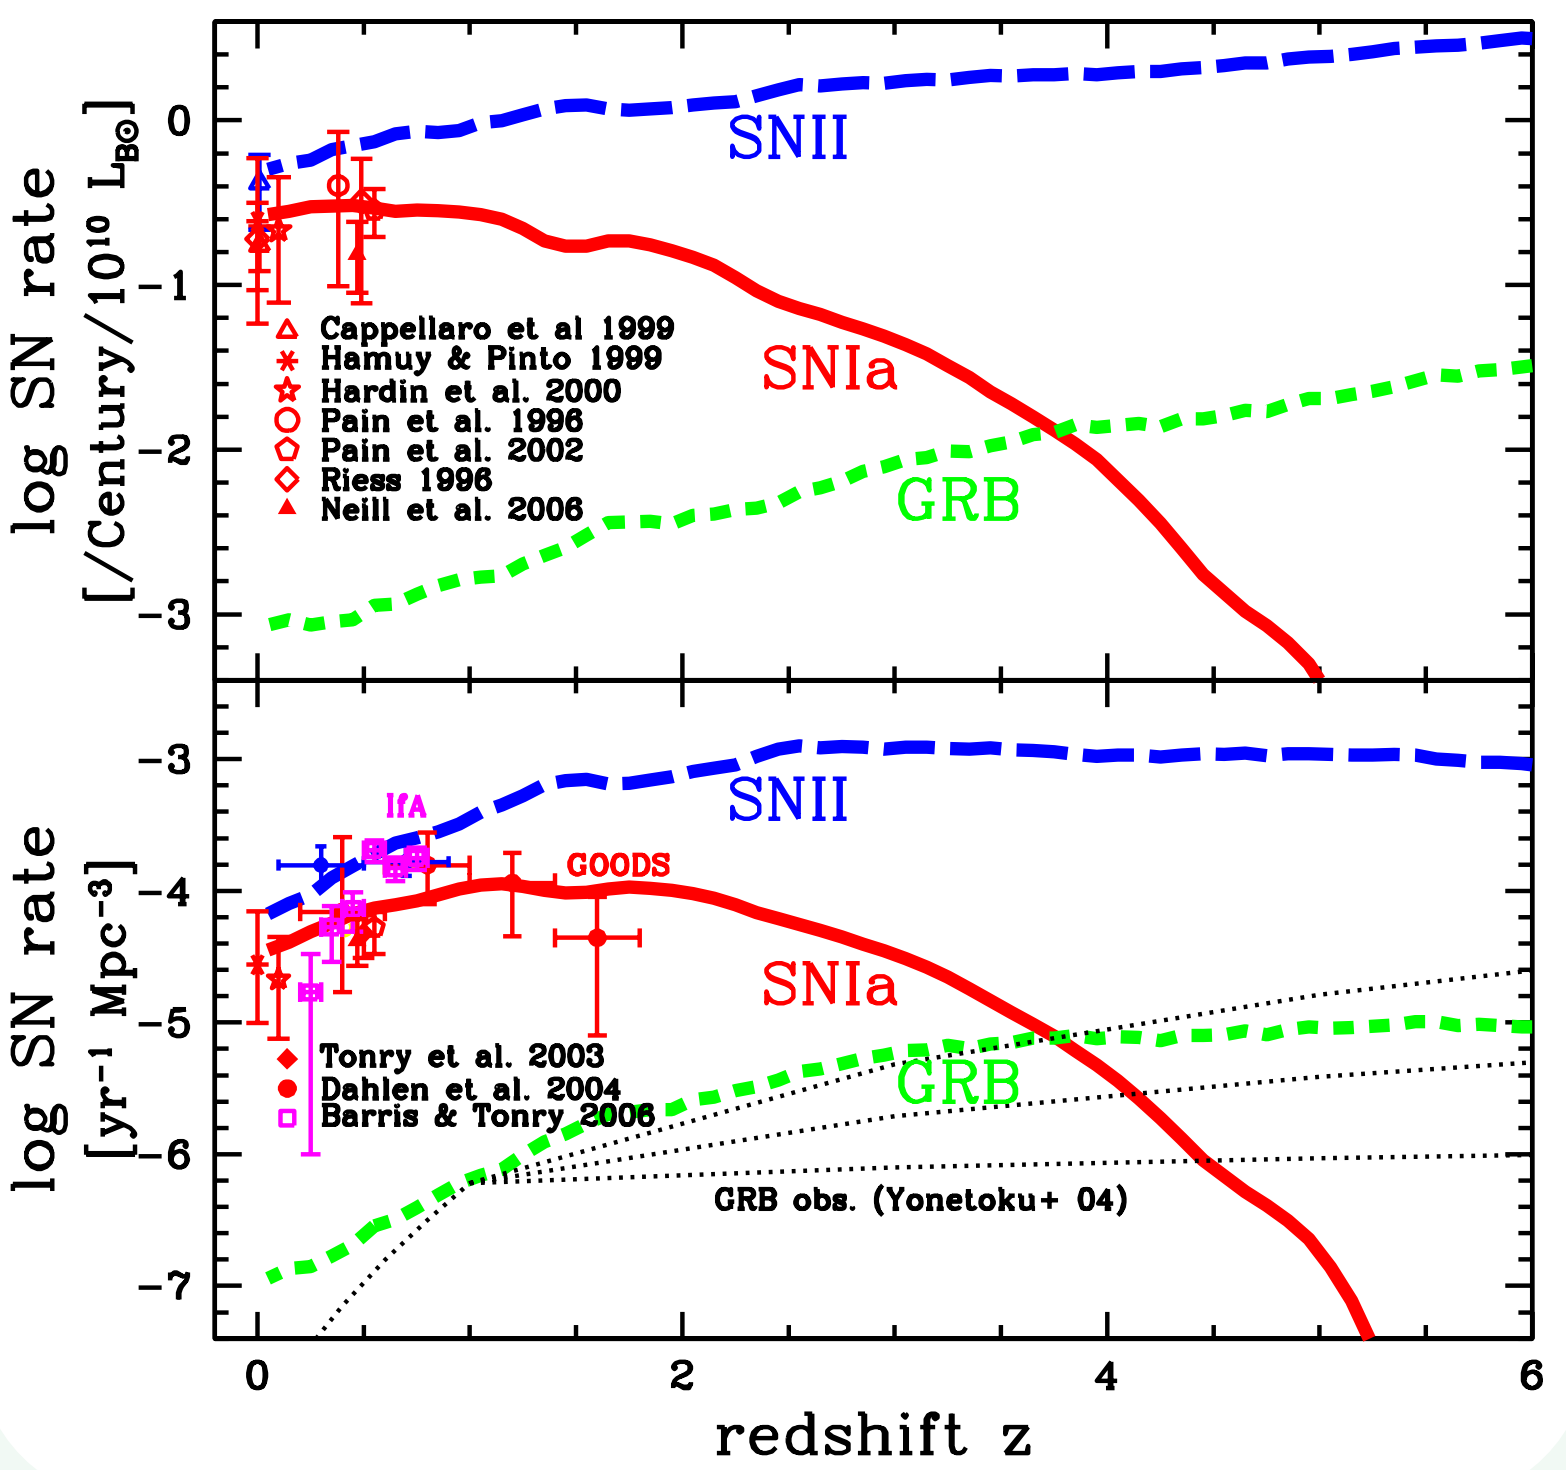 log SN rate
[/Century/10¹⁰ L_B⊙]
0
−1
−2
−3
SNII
SNIa
GRB
Cappellaro et al 1999
Hamuy & Pinto 1999
Hardin et al. 2000
Pain et al. 1996
Pain et al. 2002
Riess 1996
Neill et al. 2006
log SN rate
[yr⁻¹ Mpc⁻³]
−3
−4
−5
−6
−7
SNII
IfA
GOODS
SNIa
GRB
Tonry et al. 2003
Dahlen et al. 2004
Barris & Tonry 2006
GRB obs. (Yonetoku+ 04)
0 2 4 6
redshift z